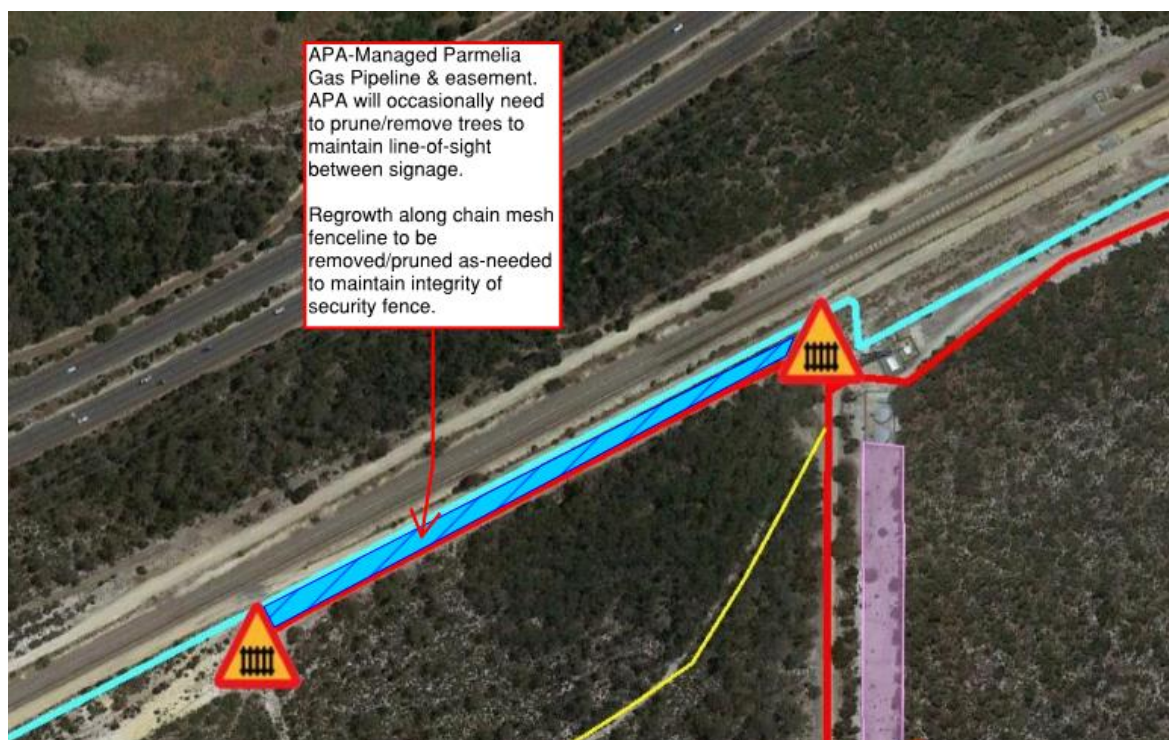 APA-Managed Parmelia
Gas Pipeline & easement.
APA will occasionally need
to prune/remove trees to
maintain line-of-sight
between signage.
Regrowth along chain mesh
fenceline to be
removed/pruned as-needed
to maintain integrity of
security fence.